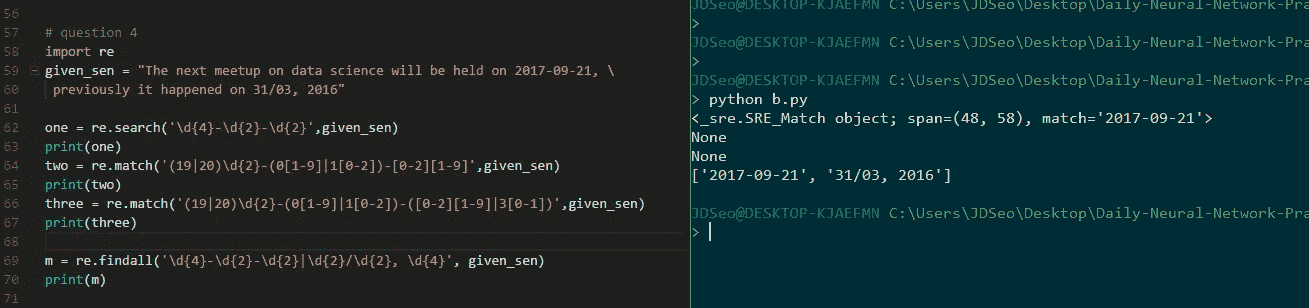 56
57 # question 4
58 import re
59 given_sen = "The next meetup on data science will be held on 2017-09-21, \
60 previously it happened on 31/03, 2016"
61
62 one = re.search('\d{4}-\d{2}-\d{2}',given_sen)
63 print(one)
64 two = re.match('(19|20)\d{2}-(0[1-9]|1[0-2])-[0-2][1-9]',given_sen)
65 print(two)
66 three = re.match('(19|20)\d{2}-(0[1-9]|1[0-2])-([0-2][1-9]|3[0-1])',given_sen)
67 print(three)
68
69 m = re.findall('\d{4}-\d{2}-\d{2}|\d{2}/\d{2}, \d{4}', given_sen)
70 print(m)
71
JDSeo@DESKTOP-KJAEFMN C:\Users\JDSeo\Desktop\Daily-Neural-Network-Pra
>
JDSeo@DESKTOP-KJAEFMN C:\Users\JDSeo\Desktop\Daily-Neural-Network-Pra
>
JDSeo@DESKTOP-KJAEFMN C:\Users\JDSeo\Desktop\Daily-Neural-Network-Pra
> python b.py
<_sre.SRE_Match object; span=(48, 58), match='2017-09-21'>
None
None
['2017-09-21', '31/03, 2016']
JDSeo@DESKTOP-KJAEFMN C:\Users\JDSeo\Desktop\Daily-Neural-Network-Pra
>